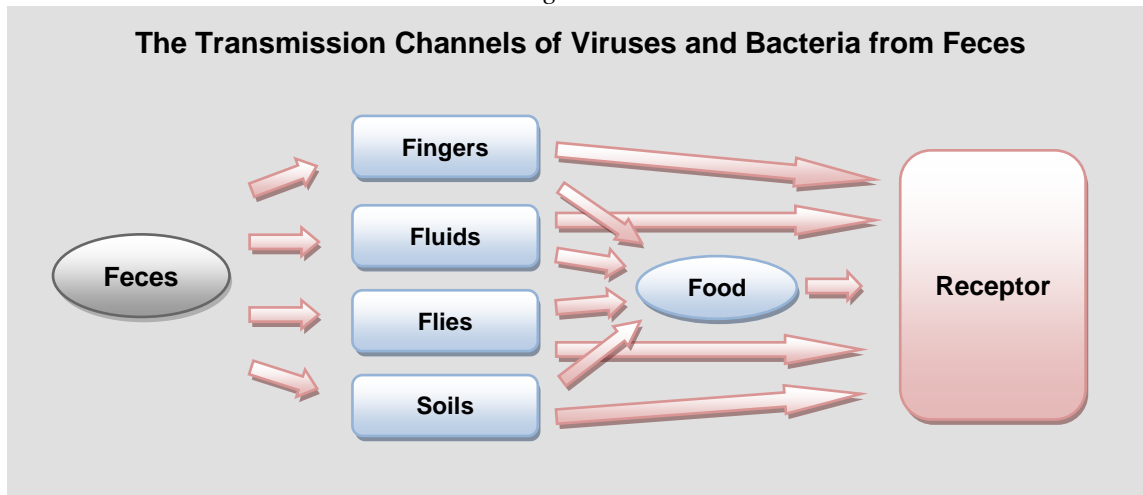 The Transmission Channels of Viruses and Bacteria from Feces
Fingers
Fluids
Feces
Food
Receptor
Flies
Soils